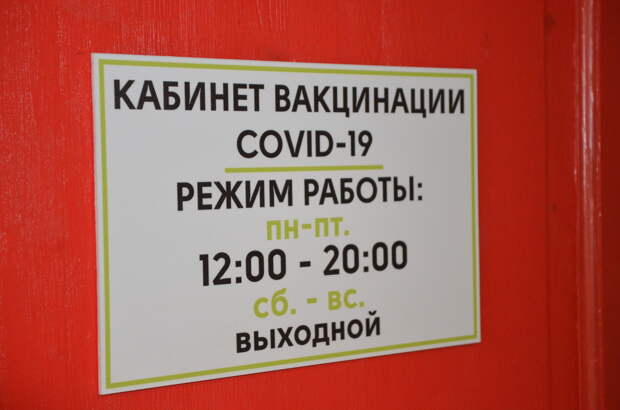 КАБИНЕТ ВАКЦИНАЦИИ
COVID-19
РЕЖИМ РАБОТЫ:
пн-пт.
12:00 - 20:00
сб. - вс.
выходной